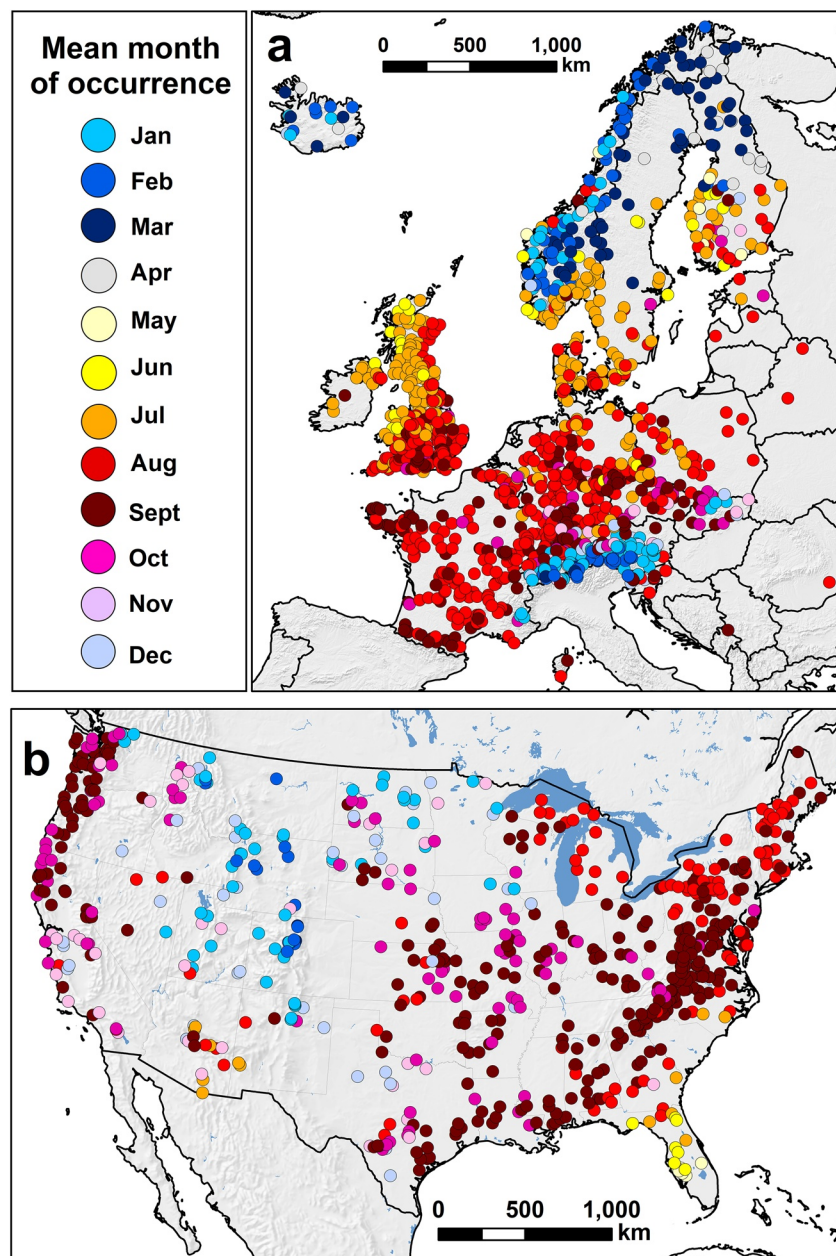 Mean month
of occurrence
Jan
Feb
Mar
Apr
May
Jun
Jul
Aug
Sept
Oct
Nov
Dec
a
0 500 1,000
km
b
0 500 1,000
km